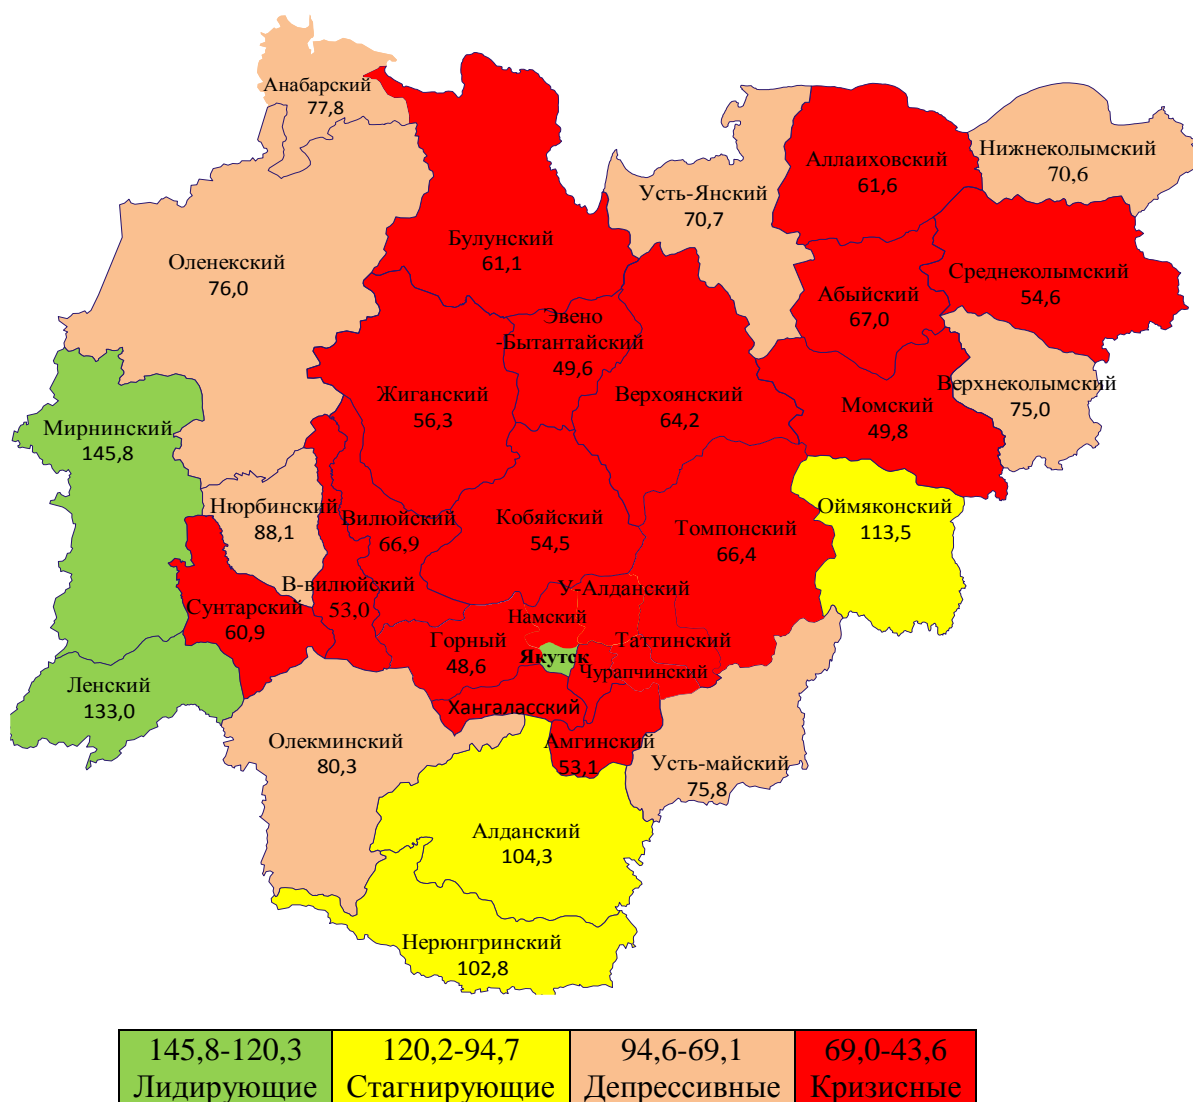 Анабарский
77,8
Нижнеколымский
70,6
Аллаиховский
61,6
Усть-Янский
70,7
Булунский
61,1
Оленекский
76,0
Среднеколымский
54,6
Абыйский
67,0
Эвено
-Бытантайский
49,6
Верхнеколымский
75,0
Жиганский
56,3
Верхоянский
64,2
Момский
49,8
Мирнинский
145,8
Нюрбинский
88,1
Вилюйский
66,9
Кобяйский
54,5
Томпонский
66,4
Оймяконский
113,5
В-вилюйский
53,0
У-Алданский
Сунтарский
60,9
Намский
Горный
48,6
Таттинский
Якутск
Чурапчинский
Ленский
133,0
Хангаласский
Олекминский
80,3
Амгинский
53,1
Усть-майский
75,8
Алданский
104,3
Нерюнгринский
102,8
145,8-120,3
Лидирующие
120,2-94,7
Стагнирующие
94,6-69,1
Депрессивные
69,0-43,6
Кризисные